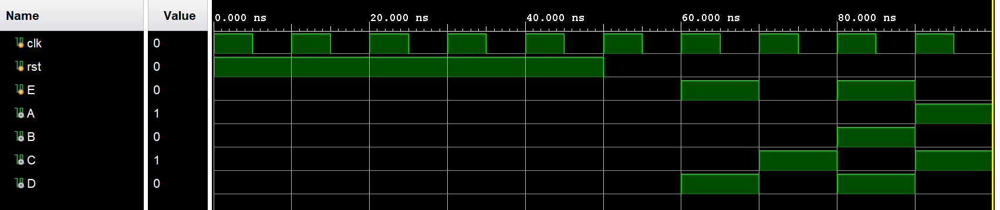 Name Value
0.000 ns 20.000 ns 40.000 ns 60.000 ns 80.000 ns
clk 0
rst 0
E 0
A 1
B 0
C 1
D 0